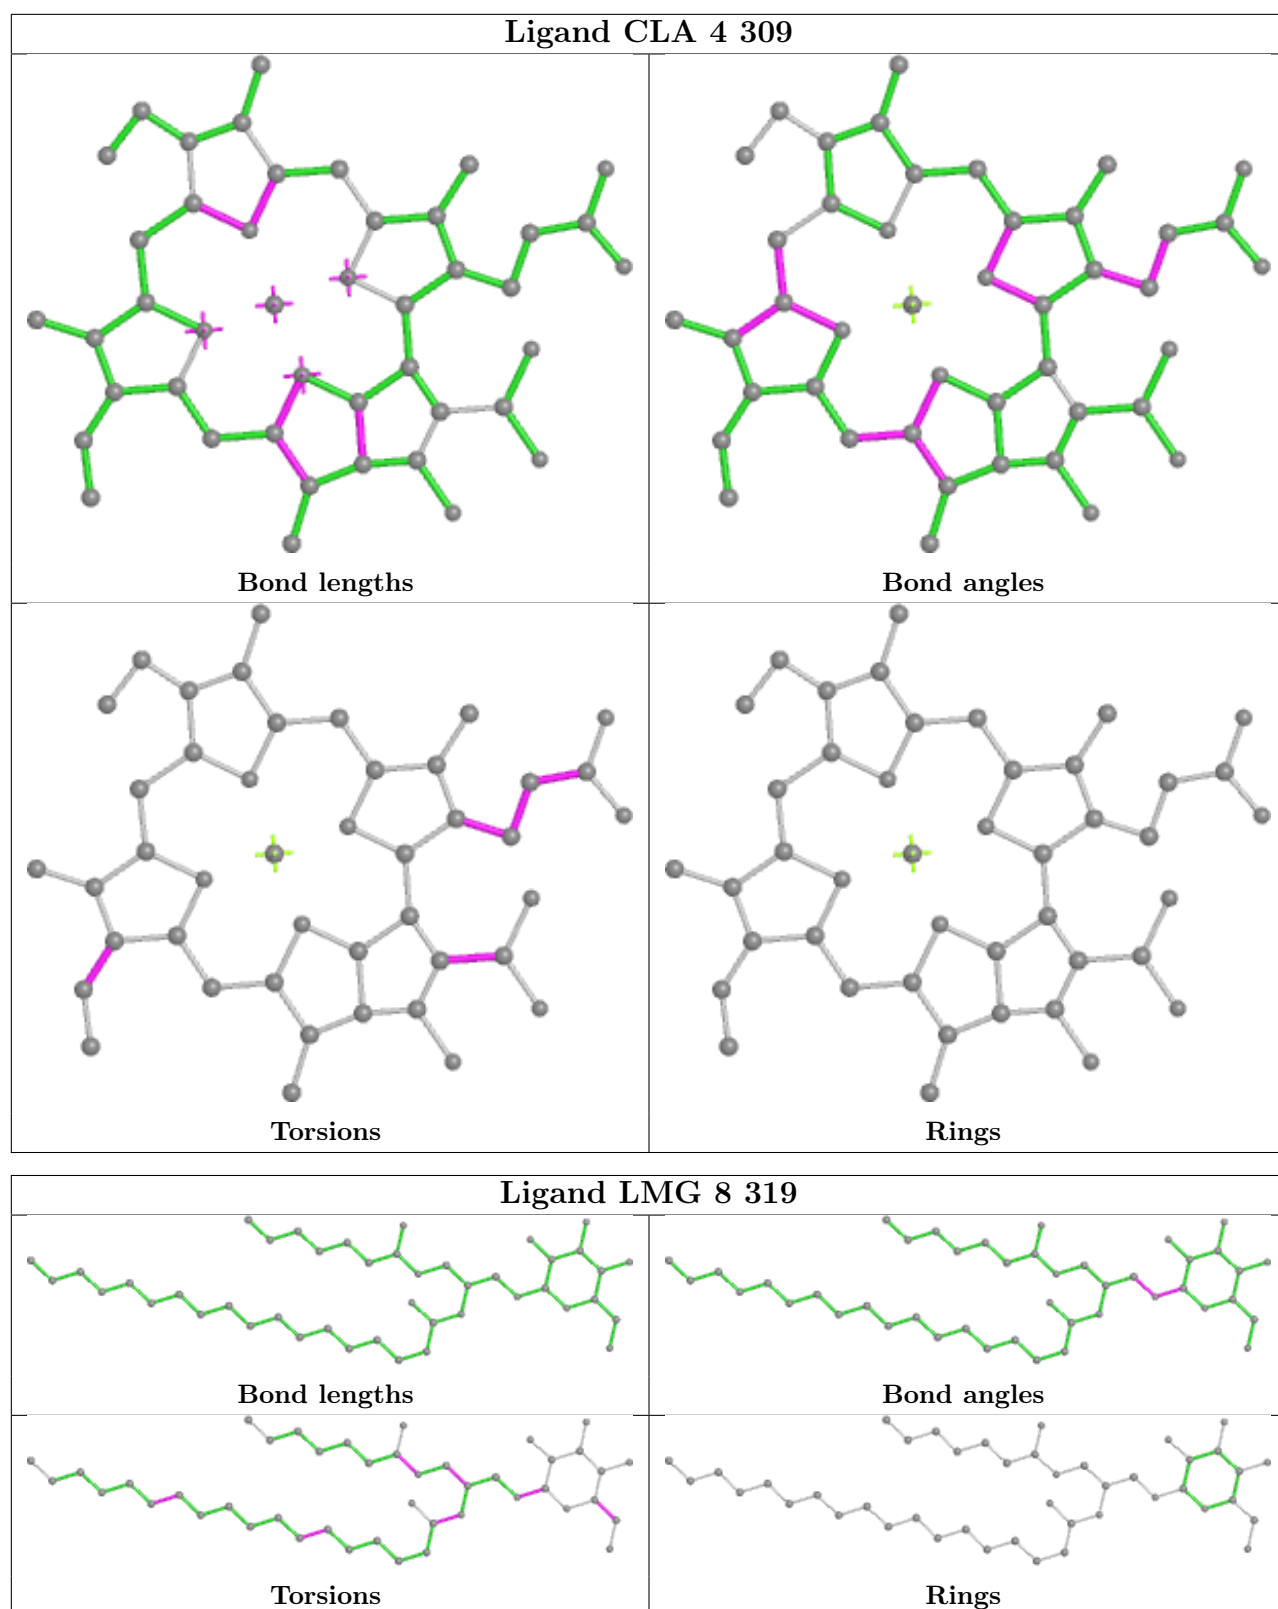 Ligand CLA 4 309
Bond lengths
Bond angles
Torsions
Rings
Ligand LMG 8 319
Bond lengths
Bond angles
Torsions
Rings